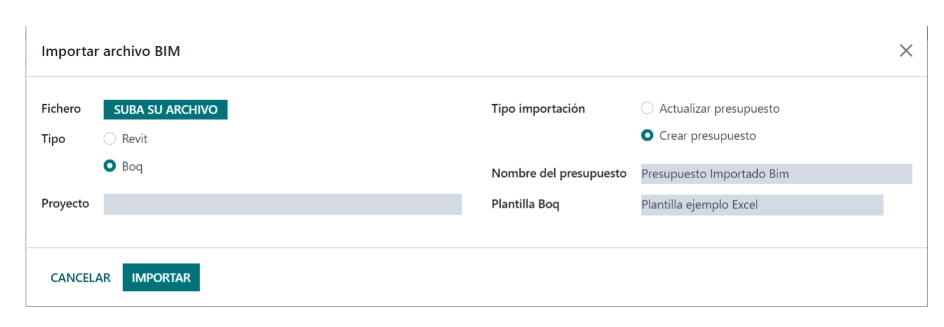 Importar archivo BIM
Fichero
SUBA SU ARCHIVO
Tipo
Revit
Boq
Proyecto
Tipo importación
Actualizar presupuesto
Crear presupuesto
Nombre del presupuesto
Presupuesto Importado Bim
Plantilla Boq
Plantilla ejemplo Excel
CANCELAR
IMPORTAR